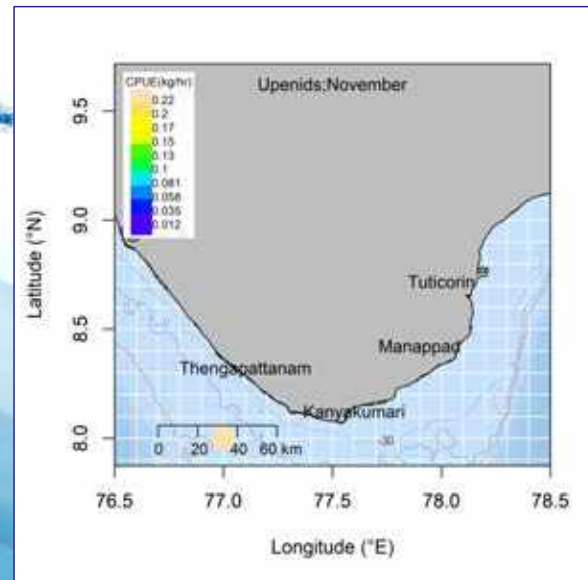 Upenids;November
CPUE(kg/hr)
0.22
0.2
0.17
0.15
0.13
0.1
0.081
0.058
0.035
0.012
9.5
9.0
8.5
8.0
Latitude (°N)
Tuticorin
Manappad
Thengapattanam
Kanyakumari
-30
0 20 40 60 km
76.5 77.0 77.5 78.0 78.5
Longitude (°E)